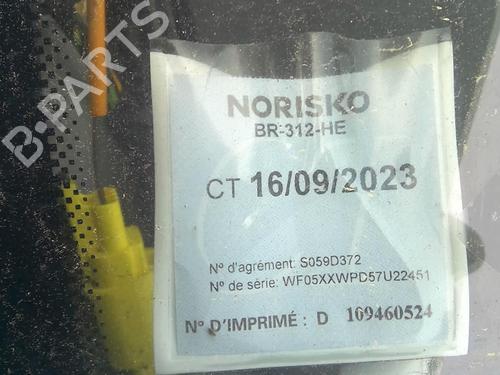 B-PARTS
NORISKO
BR-312-HE
CT 16/09/2023
N° d'agrément: S059D372
N° de série: WF05XXWPD57U22451
N° D'IMPRIMÉ : D 109460524